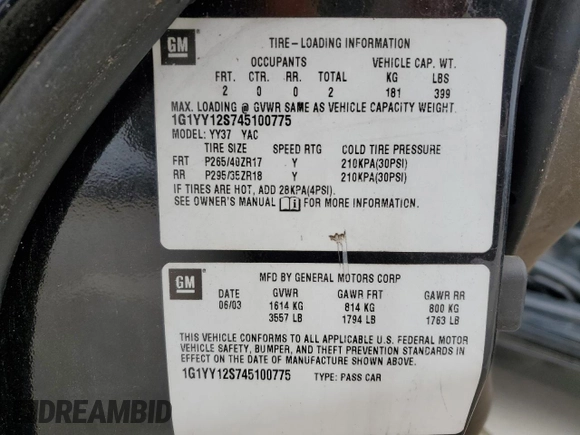 GM
TIRE-LOADING INFORMATION
OCCUPANTS VEHICLE CAP. WT.
FRT. CTR. RR. TOTAL KG LBS
2 0 0 2 181 399
MAX. LOADING @ GVWR SAME AS VEHICLE CAPACITY WEIGHT.
1G1YY12S745100775
MODEL: YY37 YAC
TIRE SIZE SPEED RTG COLD TIRE PRESSURE
FRT P265/40ZR17 Y 210KPA(30PSI)
RR P295/35ZR18 Y 210KPA(30PSI)
IF TIRES ARE HOT, ADD 28KPA(4PSI).
SEE OWNER'S MANUAL i FOR MORE INFORMATION.
GM
MFD BY GENERAL MOTORS CORP
DATE GVWR GAWR FRT GAWR RR
06/03 1614 KG 814 KG 800 KG
3557 LB 1794 LB 1763 LB
THIS VEHICLE CONFORMS TO ALL APPLICABLE U.S. FEDERAL MOTOR
VEHICLE SAFETY, BUMPER, AND THEFT PREVENTION STANDARDS IN
EFFECT ON THE DATE OF MANUFACTURE SHOWN ABOVE.
1G1YY12S745100775 TYPE: PASS CAR
BIDREAMBID.COM